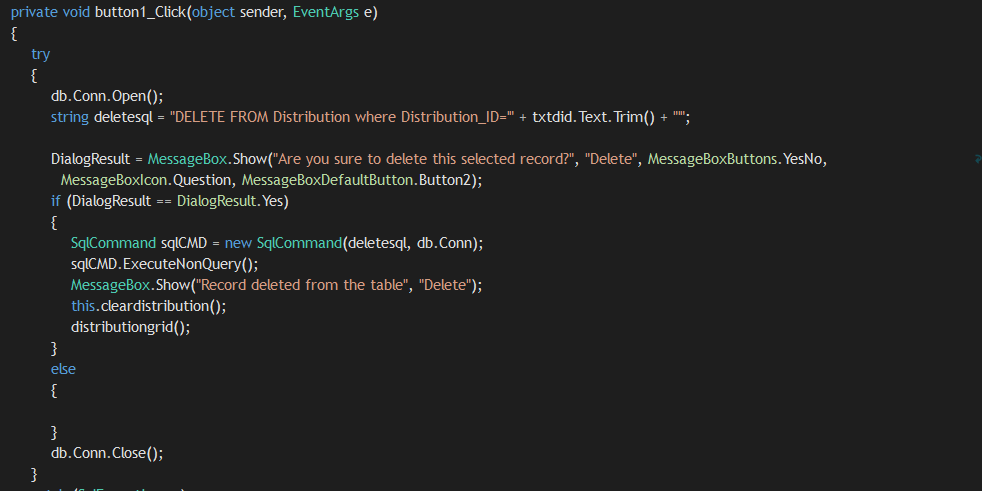 private void button1_Click(object sender, EventArgs e)
{
try
{
db.Conn.Open();
string deletesql = "DELETE FROM Distribution where Distribution_ID='" + txtdid.Text.Trim() + "'";
DialogResult = MessageBox.Show("Are you sure to delete this selected record?", "Delete", MessageBoxButtons.YesNo,
MessageBoxIcon.Question, MessageBoxDefaultButton.Button2);
if (DialogResult == DialogResult.Yes)
{
SqlCommand sqlCMD = new SqlCommand(deletesql, db.Conn);
sqlCMD.ExecuteNonQuery();
MessageBox.Show("Record deleted from the table", "Delete");
this.cleardistribution();
distributiongrid();
}
else
{
}
db.Conn.Close();
}